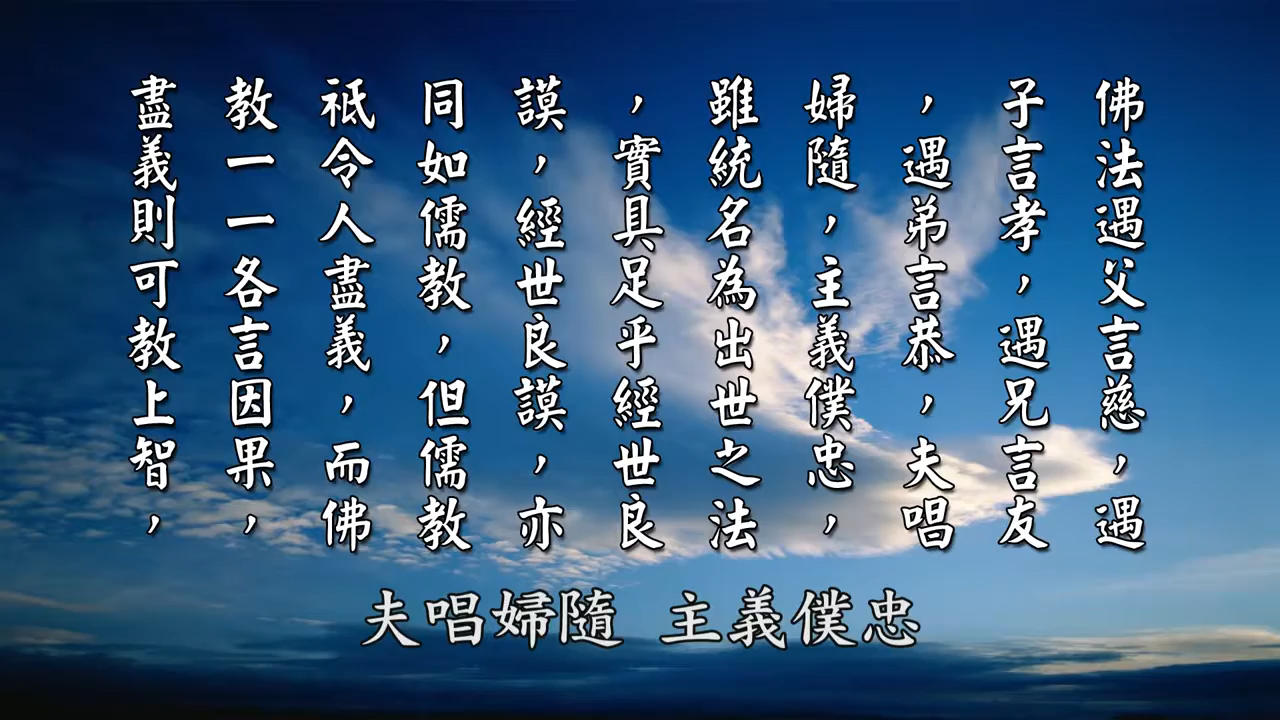 佛法遇父言慈，遇
子言孝，遇兄言友
，遇弟言恭，夫唱
婦隨，主義僕忠，
雖統名為出世之法
，實具足乎經世良
謨，經世良謨，亦
同如儒教，但儒教
祇令人盡義，而佛
教一一各言因果，
盡義則可教上智，
夫唱婦隨 主義僕忠